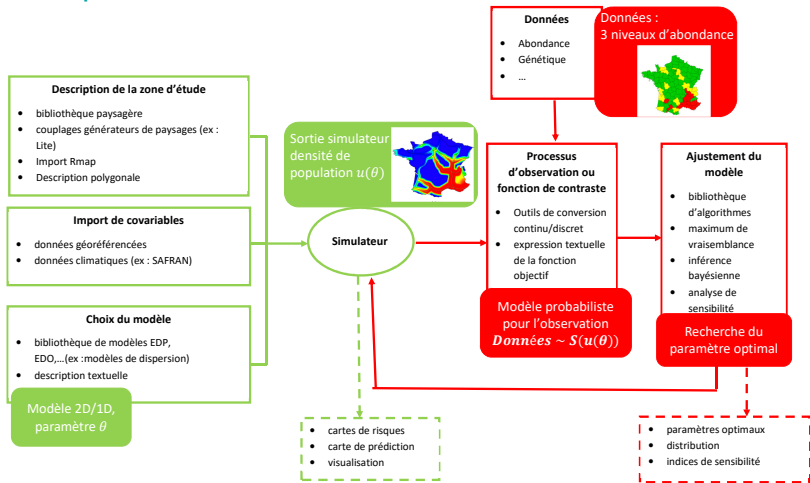 Données
• Abondance
• Génétique
• ...
Données :
3 niveaux d'abondance
Description de la zone d'étude
• bibliothèque paysagère
• couplages générateurs de paysages (ex :
Lite)
• Import Rmap
• Description polygonale
Sortie simulateur
densité de
population u(θ)
Import de covariables
• données géoréférencées
• données climatiques (ex : SAFRAN)
Simulateur
Processus
d'observation ou
fonction de contraste
• Outils de conversion
continu/discret
• expression textuelle
de la fonction
objectif
Modèle probabiliste
pour l'observation
Données ~ S(u(θ))
Ajustement du
modèle
• bibliothèque
d'algorithmes
• maximum de
vraisemblance
• inférence
bayésienne
• analyse de
sensibilité
Recherche du
paramètre optimal
Choix du modèle
• bibliothèque de modèles EDP,
EDO,...(ex :modèles de dispersion)
• description textuelle
Modèle 2D/1D,
paramètre θ
• cartes de risques
• carte de prédiction
• visualisation
• paramètres optimaux
• distribution
• indices de sensibilité